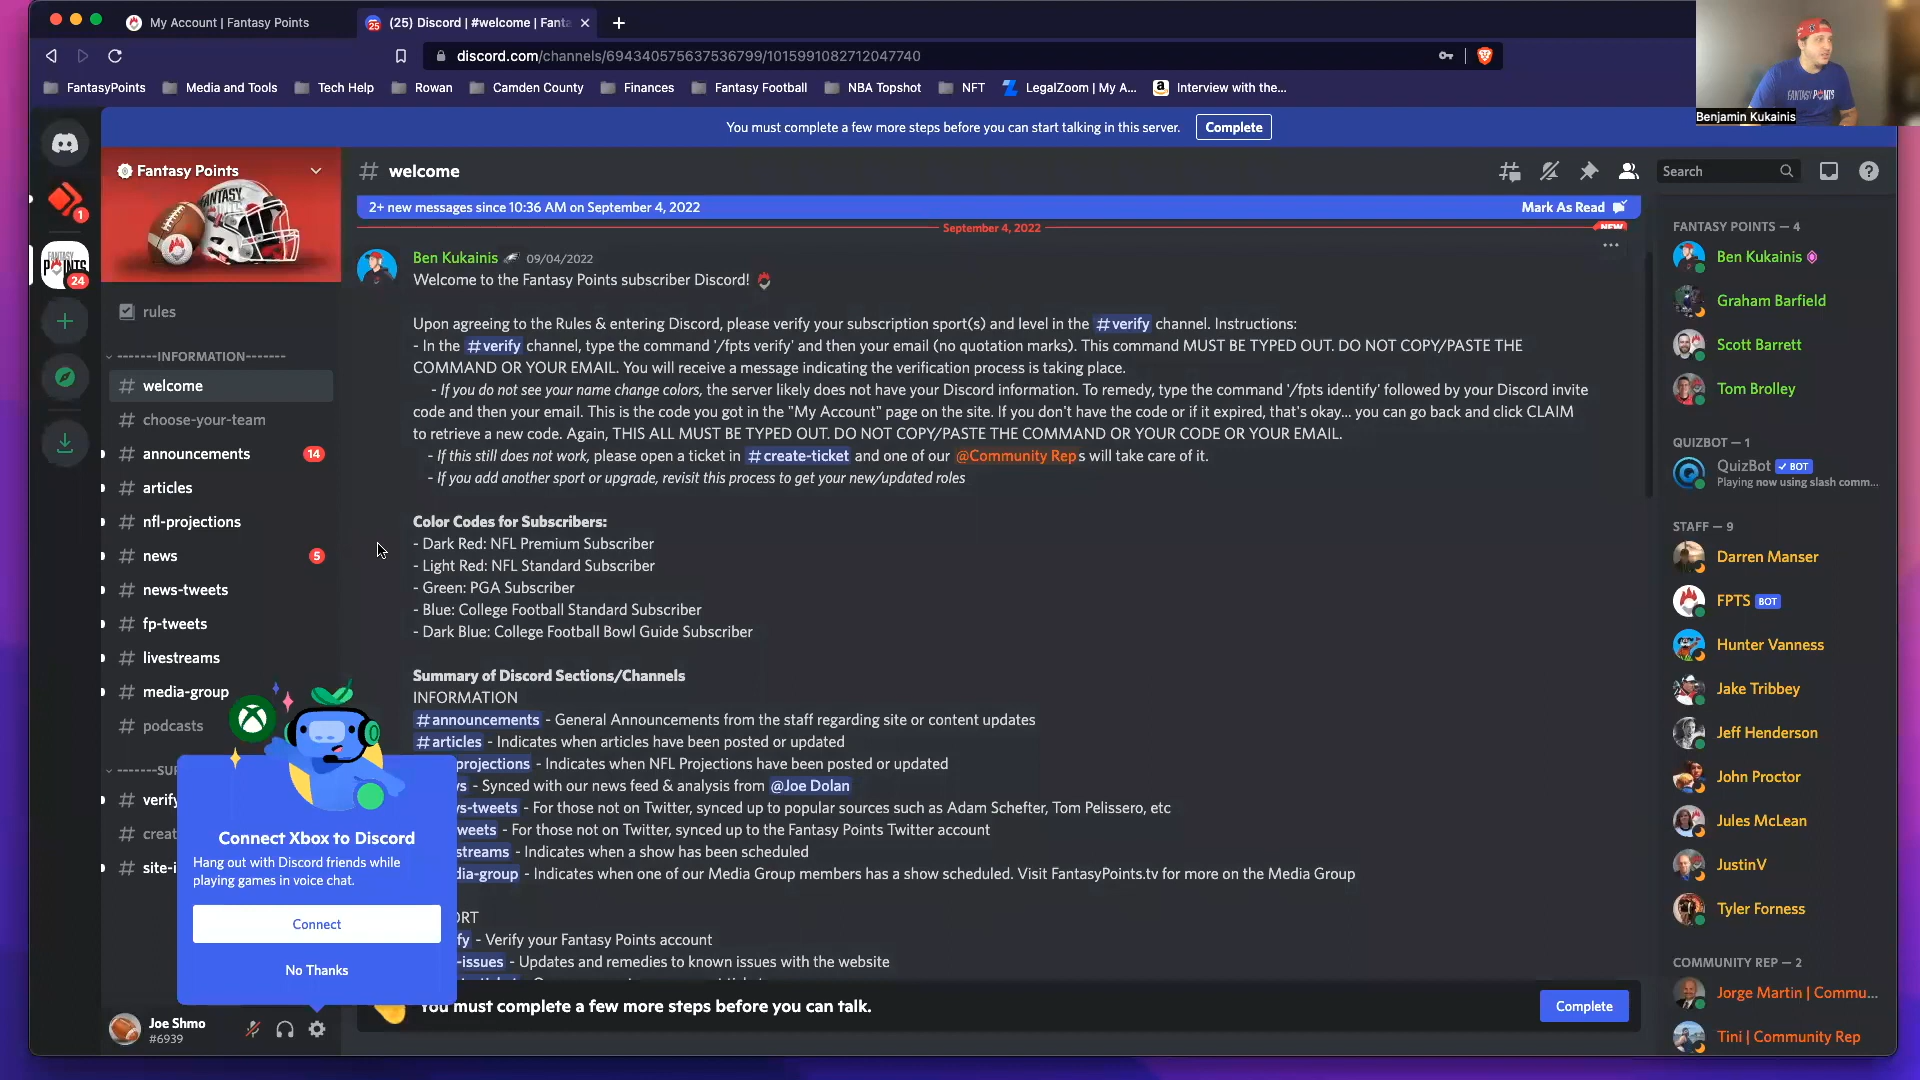 My Account | Fantasy Points
(25) Discord | #welcome | Fanta
discord.com/channels/694340575637536799/1015991082712047740
FantasyPoints
Media and Tools
Tech Help
Rowan
Camden County
Finances
Fantasy Football
NBA Topshot
NFT
LegalZoom | My A...
Interview with the...
Benjamin Kukainis
You must complete a few more steps before you can start talking in this server.
Complete
Fantasy Points
# welcome
Search
2+ new messages since 10:36 AM on September 4, 2022
Mark As Read
September 4, 2022
NEW
1
24
rules
-------INFORMATION-------
# welcome
# choose-your-team
# announcements 14
# articles
# nfl-projections
# news 5
# news-tweets
# fp-tweets
# livestreams
# media-group
# podcasts
-------SUP
# verify
# creat
# site-i
Ben Kukainis 09/04/2022
Welcome to the Fantasy Points subscriber Discord!
Upon agreeing to the Rules & entering Discord, please verify your subscription sport(s) and level in the #verify channel. Instructions:
- In the #verify channel, type the command '/fpts verify' and then your email (no quotation marks). This command MUST BE TYPED OUT. DO NOT COPY/PASTE THE
COMMAND OR YOUR EMAIL. You will receive a message indicating the verification process is taking place.
- If you do not see your name change colors, the server likely does not have your Discord information. To remedy, type the command '/fpts identify' followed by your Discord invite
code and then your email. This is the code you got in the "My Account" page on the site. If you don't have the code or if it expired, that's okay... you can go back and click CLAIM
to retrieve a new code. Again, THIS ALL MUST BE TYPED OUT. DO NOT COPY/PASTE THE COMMAND OR YOUR CODE OR YOUR EMAIL.
- If this still does not work, please open a ticket in #create-ticket and one of our @Community Reps will take care of it.
- If you add another sport or upgrade, revisit this process to get your new/updated roles
Color Codes for Subscribers:
- Dark Red: NFL Premium Subscriber
- Light Red: NFL Standard Subscriber
- Green: PGA Subscriber
- Blue: College Football Standard Subscriber
- Dark Blue: College Football Bowl Guide Subscriber
Summary of Discord Sections/Channels
INFORMATION
#announcements - General Announcements from the staff regarding site or content updates
#articles - Indicates when articles have been posted or updated
projections - Indicates when NFL Projections have been posted or updated
s - Synced with our news feed & analysis from @Joe Dolan
s-tweets - For those not on Twitter, synced up to popular sources such as Adam Schefter, Tom Pelissero, etc
weets - For those not on Twitter, synced up to the Fantasy Points Twitter account
streams - Indicates when a show has been scheduled
dia-group - Indicates when one of our Media Group members has a show scheduled. Visit FantasyPoints.tv for more on the Media Group
ORT
fy - Verify your Fantasy Points account
-issues - Updates and remedies to known issues with the website
You must complete a few more steps before you can talk.
Complete
Connect Xbox to Discord
Hang out with Discord friends while
playing games in voice chat.
Connect
No Thanks
Joe Shmo
#6939
FANTASY POINTS — 4
Ben Kukainis
Graham Barfield
Scott Barrett
Tom Brolley
QUIZBOT — 1
QuizBot BOT
Playing now using slash comm...
STAFF — 9
Darren Manser
FPTS BOT
Hunter Vanness
Jake Tribbey
Jeff Henderson
John Proctor
Jules McLean
JustinV
Tyler Forness
COMMUNITY REP — 2
Jorge Martin | Commu...
Tini | Community Rep